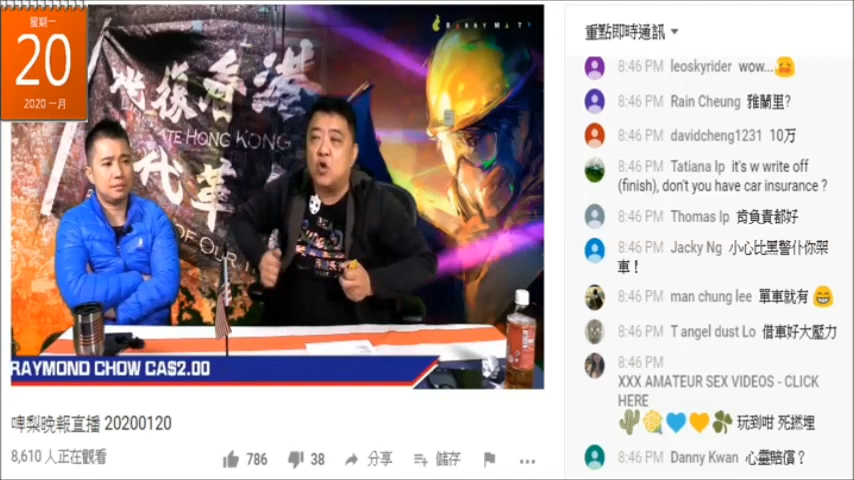 星期一
20
2020 一月
BARRYMATV
光復香港
ATE HONG KONG
代革
OF OUR
RAYMOND CHOW CA$2.00
啤梨晚報直播 20200120
8,610 人正在觀看
786
38
分享
儲存
重點即時通訊
8:46 PM leoskyrider wow...
8:46 PM Rain Cheung 雅蘭里?
8:46 PM davidcheng1231 10万
8:46 PM Tatiana Ip it's w write off
(finish), don't you have car insurance ?
8:46 PM Thomas Ip 肯負責都好
8:46 PM Jacky Ng 小心比黑警仆你架
車！
8:46 PM man chung lee 單車就有
8:46 PM T angel dust Lo 借車好大壓力
8:46 PM
XXX AMATEUR SEX VIDEOS - CLICK
HERE
玩到咁 死撚埋
8:46 PM Danny Kwan 心靈賠償？